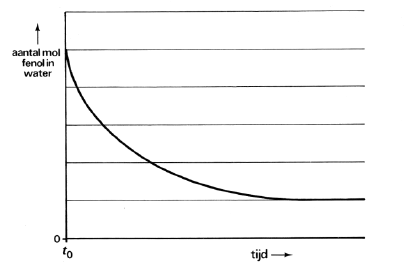 aantal mol
fenol in
water
0
t0
tijd